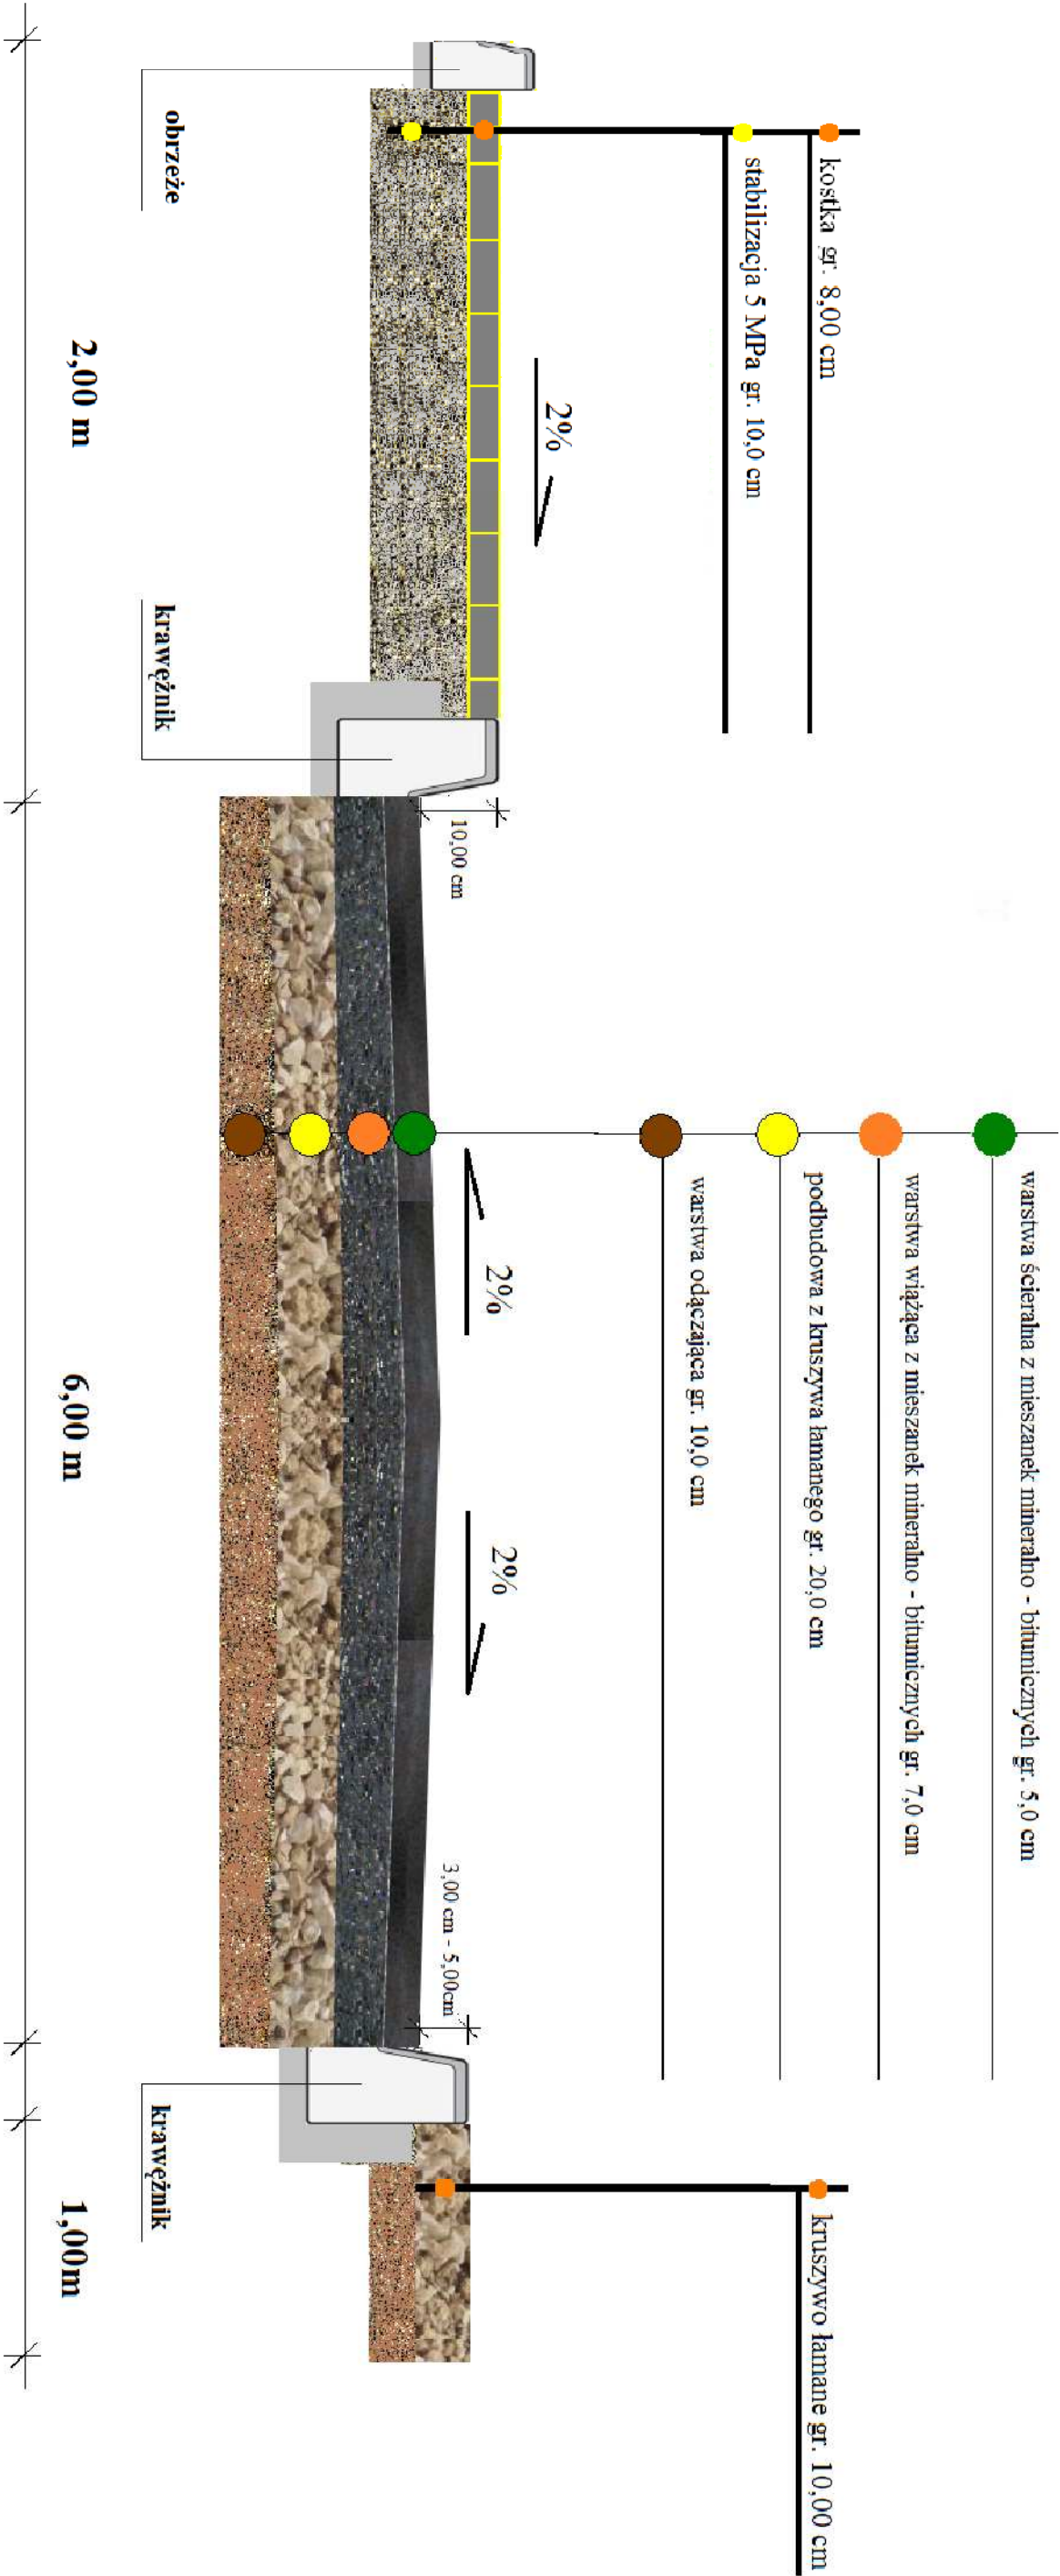 warstwa ścieralna z mieszanek mineralno - bitumicznych gr. 5,0 cm
warstwa wiążąca z mieszanek mineralno - bitumicznych gr. 7,0 cm
kostka gr. 8,00 cm
podbudowa z kruszywa łamanego gr. 20,0 cm
kruszywo łamane gr. 10,00 cm
stabilizacja 5 MPa gr. 10,0 cm
warstwa odączająca gr. 10,0 cm
2%
2%
2%
10,00 cm
3,00 cm - 5,00cm
obrzeże
krawężnik
krawężnik
2,00 m
6,00 m
1,00m